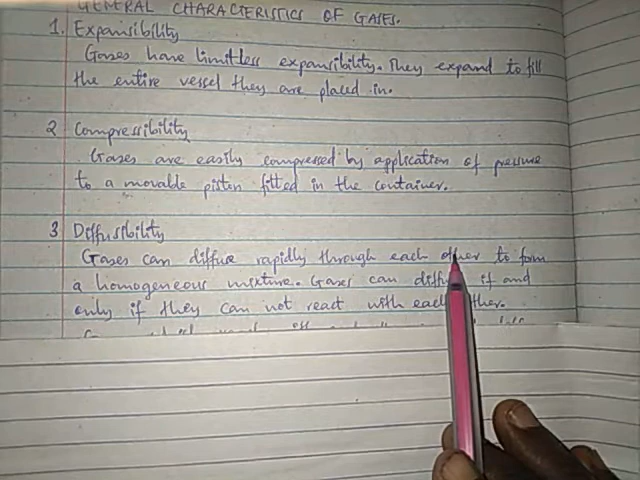 GENERAL CHARACTERISTICS OF GASES.
1. Expansibility
Gases have limitless expansibility. They expand to fill
the entire vessel they are placed in.
2 Compressibility
Gases are easily compressed by application of pressure
to a movable piston fitted in the container.
3 Diffusibility
Gases can diffuse rapidly through each other to form
a homogeneous mixture. Gases can if and
only if they can not react with each